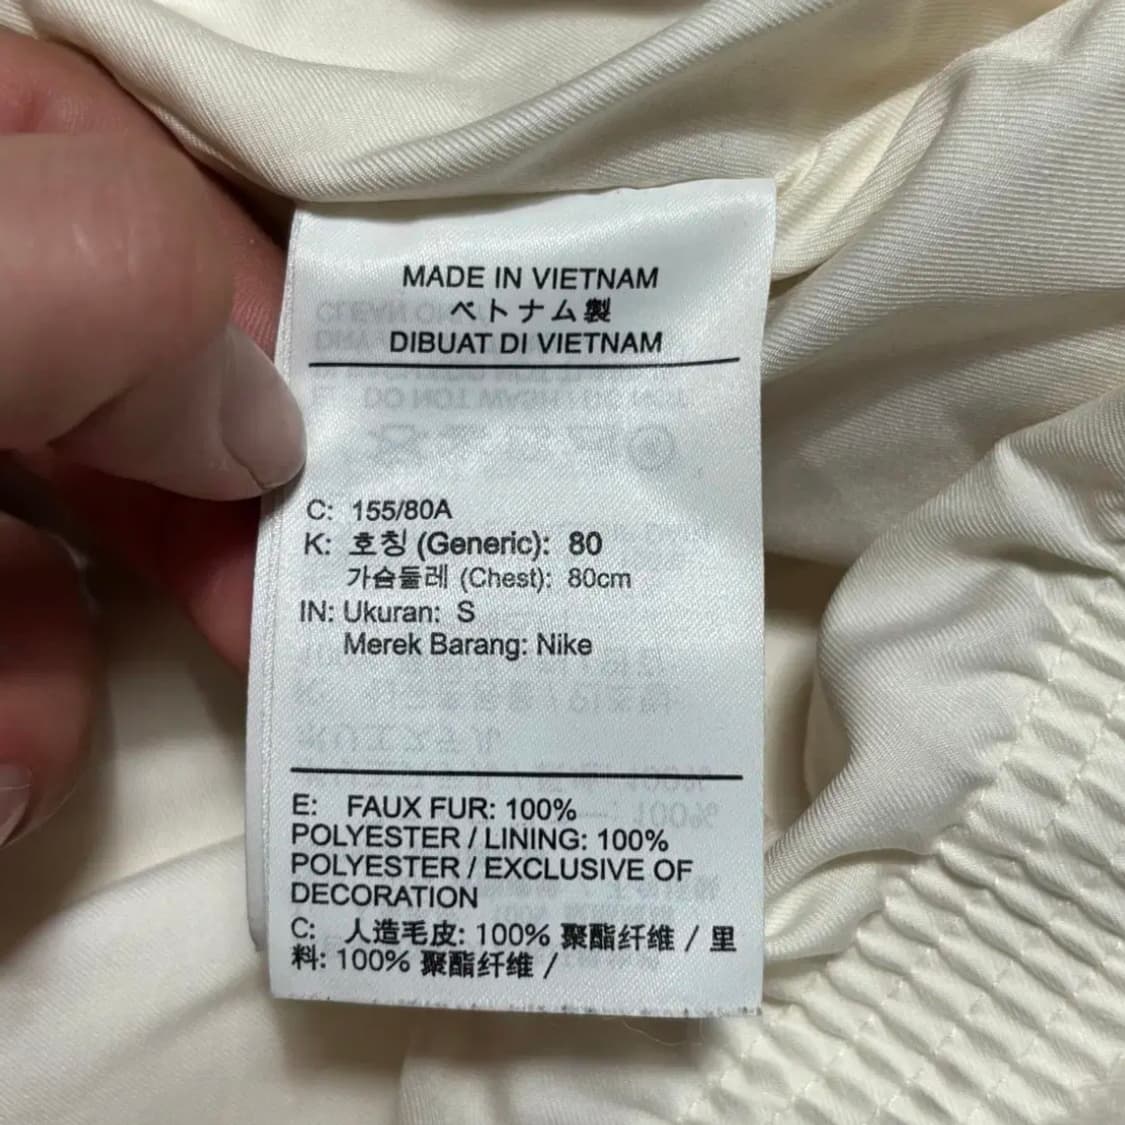 MADE IN VIETNAM
ベトナム製
DIBUAT DI VIETNAM
C: 155/80A
K: 호칭 (Generic): 80
가슴둘레 (Chest): 80cm
IN: Ukuran: S
Merek Barang: Nike
E: FAUX FUR: 100%
POLYESTER / LINING: 100%
POLYESTER / EXCLUSIVE OF
DECORATION
C: 人造毛皮: 100% 聚酯纤维 / 里
料: 100% 聚酯纤维 /